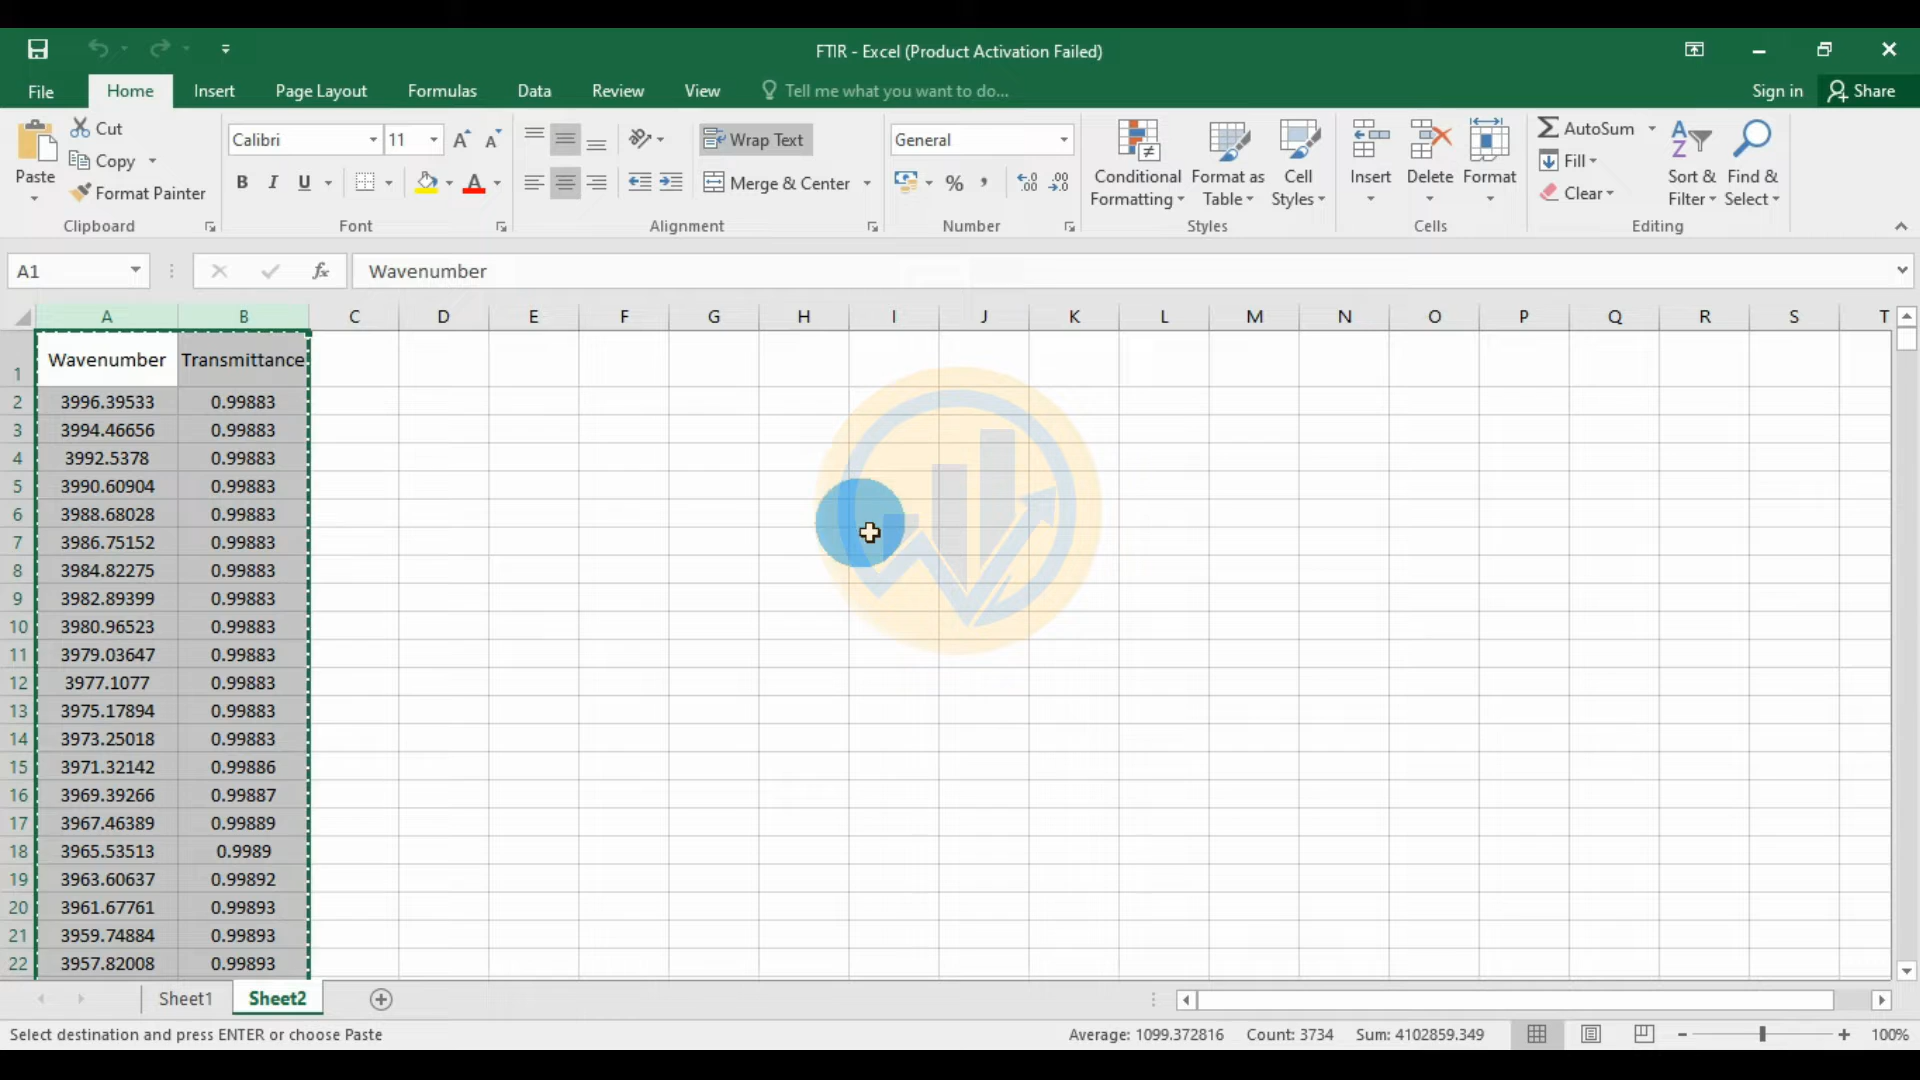 FTIR - Excel (Product Activation Failed)
File Home Insert Page Layout Formulas Data Review View Tell me what you want to do... Sign in Share
Paste Cut Copy Format Painter Clipboard
Calibri 11 B I U A Font
Wrap Text Merge & Center Alignment
General % Number
Conditional Formatting Format as Table Cell Styles Styles
Insert Delete Format Cells
AutoSum Fill Clear Sort & Filter Find & Select Editing
A1 fx Wavenumber
A B C D E F G H I J K L M N O P Q R S T
1 Wavenumber Transmittance
2 3996.39533 0.99883
3 3994.46656 0.99883
4 3992.5378 0.99883
5 3990.60904 0.99883
6 3988.68028 0.99883
7 3986.75152 0.99883
8 3984.82275 0.99883
9 3982.89399 0.99883
10 3980.96523 0.99883
11 3979.03647 0.99883
12 3977.1077 0.99883
13 3975.17894 0.99883
14 3973.25018 0.99883
15 3971.32142 0.99886
16 3969.39266 0.99887
17 3967.46389 0.99889
18 3965.53513 0.9989
19 3963.60637 0.99892
20 3961.67761 0.99893
21 3959.74884 0.99893
22 3957.82008 0.99893
Sheet1 Sheet2
Select destination and press ENTER or choose Paste Average: 1099.372816 Count: 3734 Sum: 4102859.349 100%